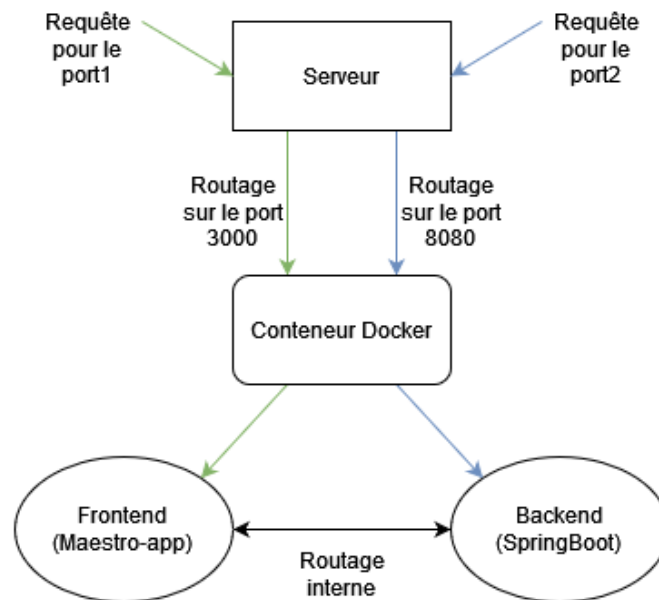 Requête
pour le
port1
Requête
pour le
port2
Serveur
Routage
sur le port
3000
Routage
sur le port
8080
Conteneur Docker
Frontend
(Maestro-app)
Backend
(SpringBoot)
Routage
interne